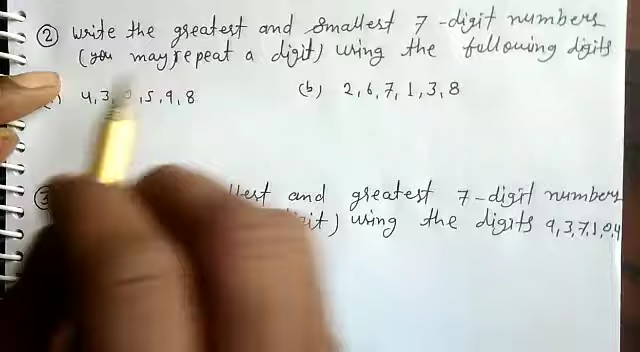 ② write the greatest and smallest 7-digit numbers
(you may repeat a digit) using the following digits
4,3, ,5,9,8 (b) 2,6,7,1,3,8
and greatest 7-digit numbers
using the digits 9,3,7,1,0,4